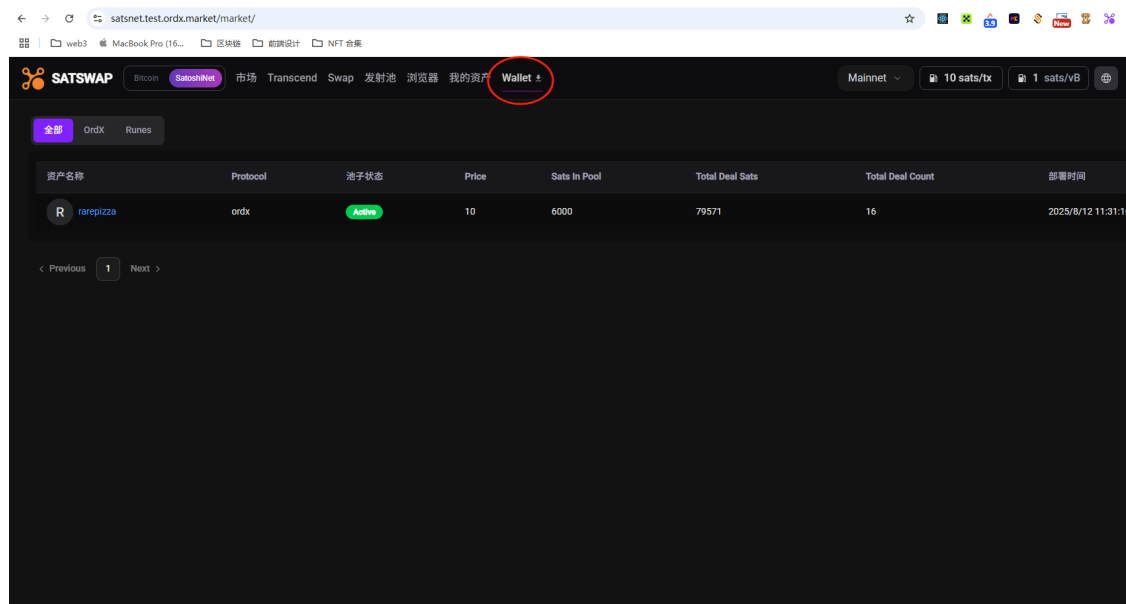 satsnet.test.ordx.market/market/
3.9
New
web3 MacBook Pro (16... 区块链 前端设计 NFT 合集
SATSWAP Bitcoin SatoshiNet 市场 Transcend Swap 发射池 浏览器 我的资产 Wallet Mainnet 10 sats/tx 1 sats/vB
全部 OrdX Runes
资产名称 Protocol 池子状态 Price Sats In Pool Total Deal Sats Total Deal Count 部署时间
R rarepizza ordx Active 10 6000 79571 16 2025/8/12 11:31:1
< Previous 1 Next >